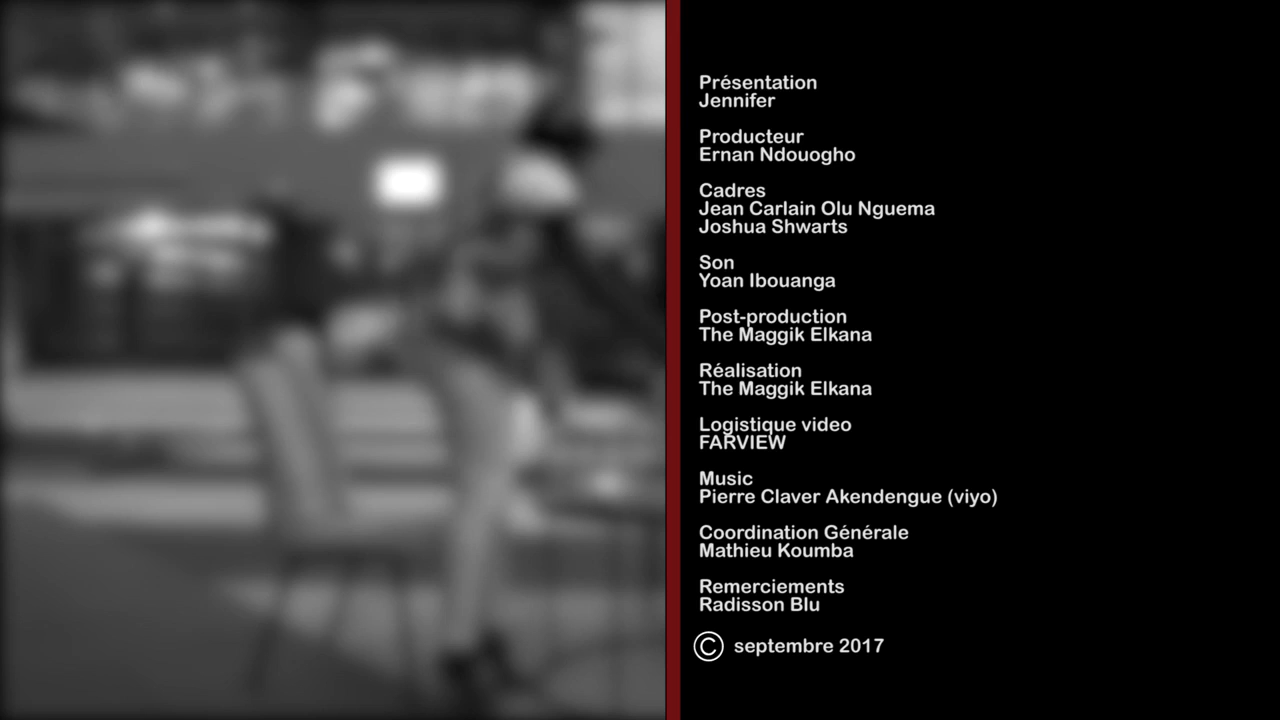 Présentation
Jennifer
Producteur
Ernan Ndouogho
Cadres
Jean Carlain Olu Nguema
Joshua Shwarts
Son
Yoan Ibouanga
Post-production
The Maggik Elkana
Réalisation
The Maggik Elkana
Logistique video
FARVIEW
Music
Pierre Claver Akendengue (viyo)
Coordination Générale
Mathieu Koumba
Remerciements
Radisson Blu
© septembre 2017